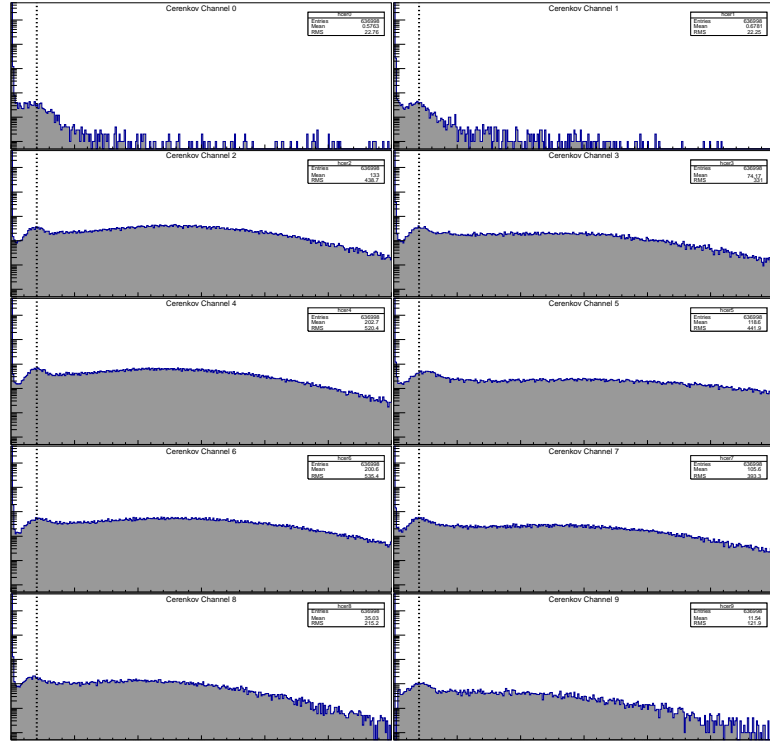 Cerenkov Channel 0
hcer0
Entries 636998
Mean 0.5763
RMS 22.76
Cerenkov Channel 1
hcer1
Entries 636998
Mean 0.6781
RMS 22.25
Cerenkov Channel 2
hcer2
Entries 636998
Mean 133
RMS 438.7
Cerenkov Channel 3
hcer3
Entries 636998
Mean 74.17
RMS 331
Cerenkov Channel 4
hcer4
Entries 636998
Mean 202.7
RMS 520.4
Cerenkov Channel 5
hcer5
Entries 636998
Mean 118.6
RMS 441.9
Cerenkov Channel 6
hcer6
Entries 636998
Mean 200.6
RMS 535.4
Cerenkov Channel 7
hcer7
Entries 636998
Mean 105.6
RMS 393.3
Cerenkov Channel 8
hcer8
Entries 636998
Mean 35.03
RMS 215.2
Cerenkov Channel 9
hcer9
Entries 636998
Mean 11.54
RMS 121.9